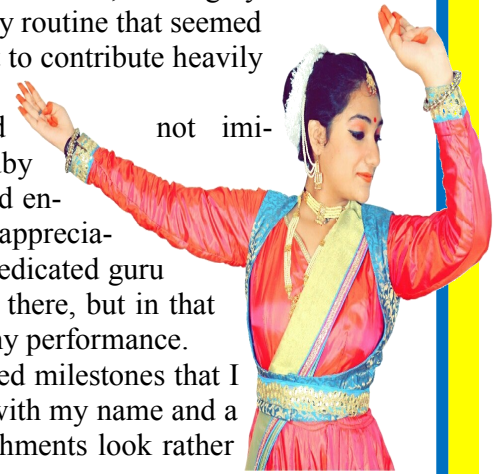 y routine that seemed
to contribute heavily
not imi-
by
d en-
apprecia-
edicated guru
there, but in that
y performance.
ed milestones that I
with my name and a
hments look rather